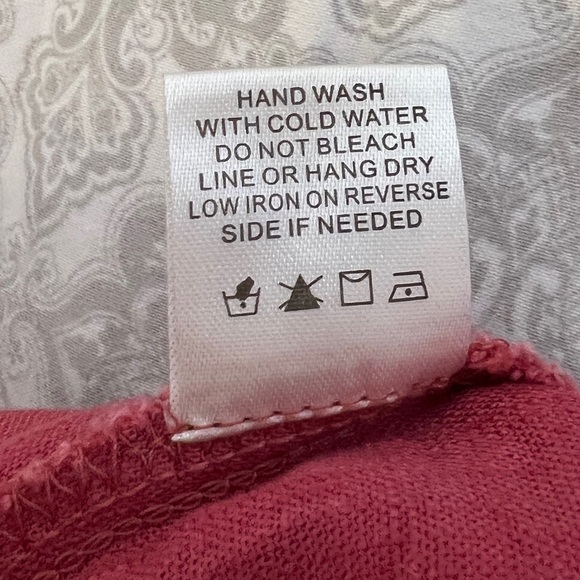 HAND WASH
WITH COLD WATER
DO NOT BLEACH
LINE OR HANG DRY
LOW IRON ON REVERSE
SIDE IF NEEDED